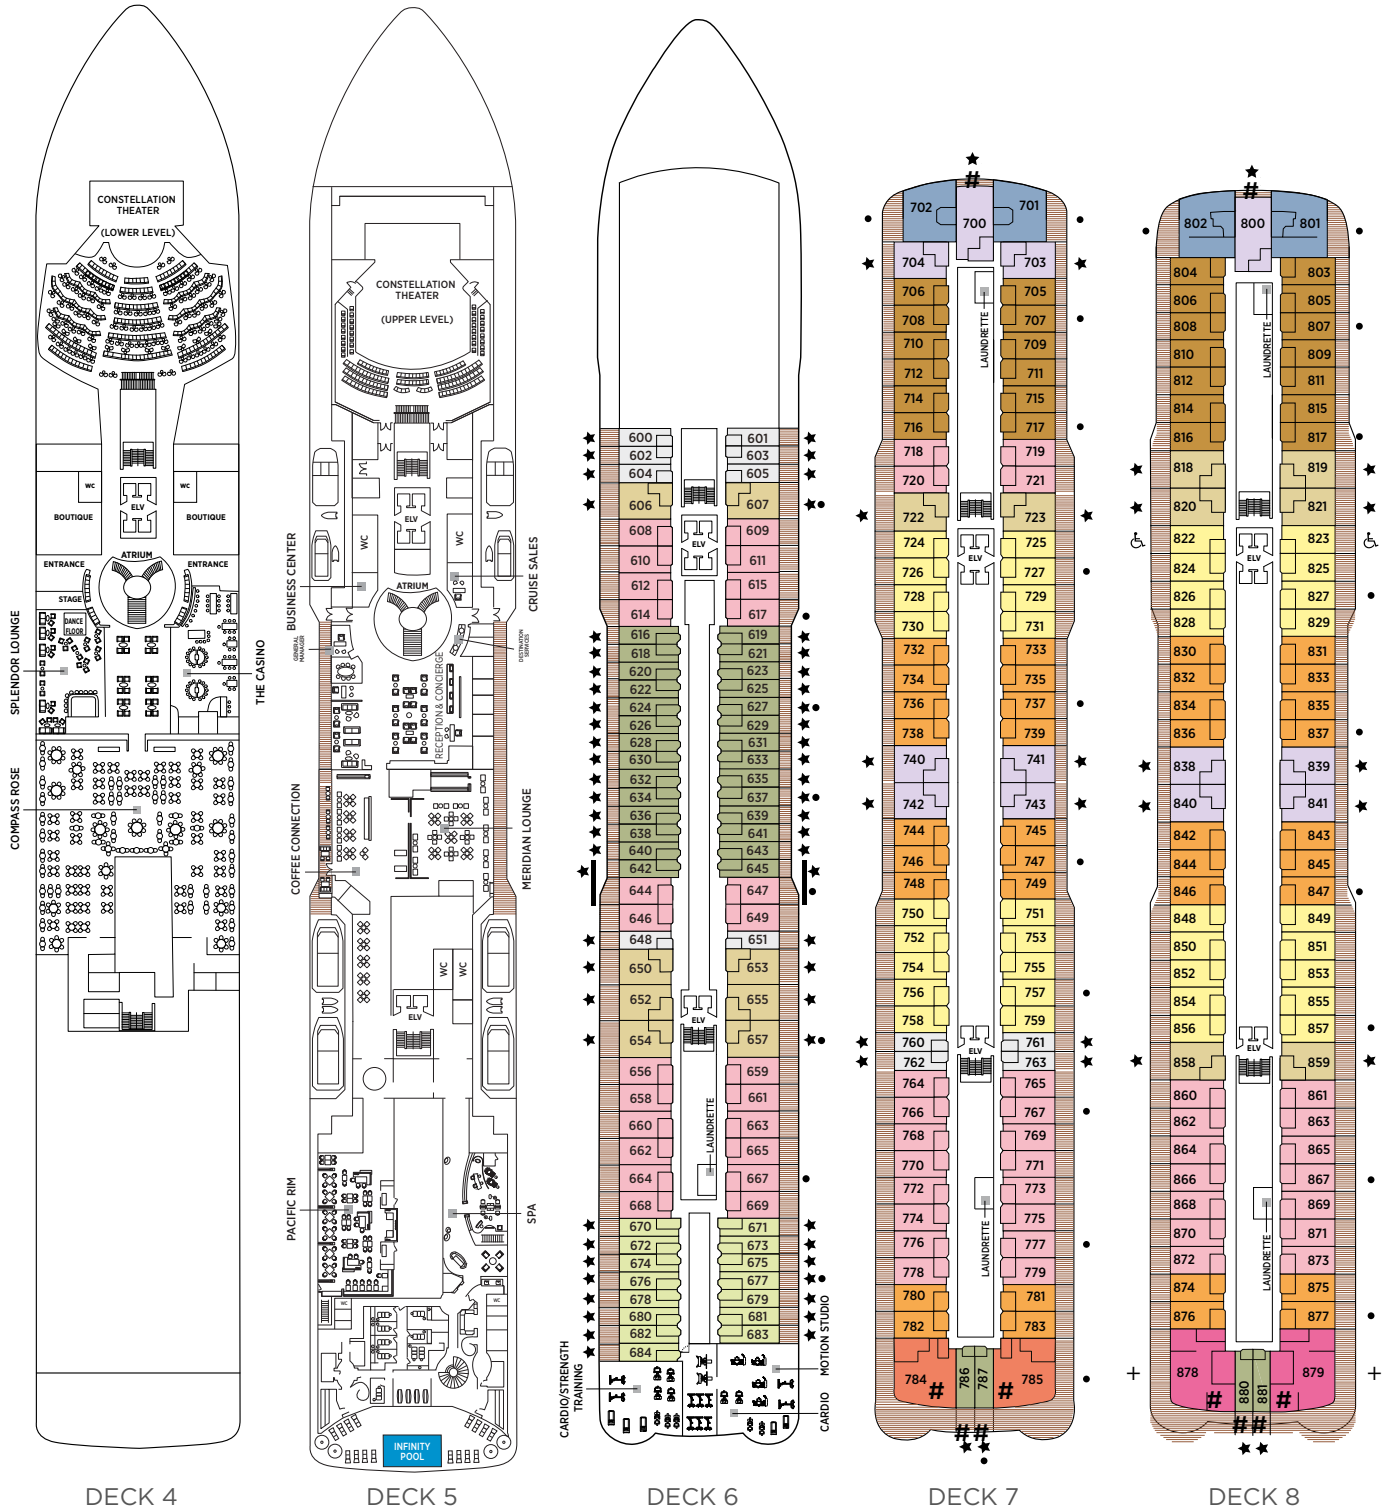 CONSTELLATION
THEATER
(LOWER LEVEL)
WC
WC
ELV
BOUTIQUE
BOUTIQUE
ATRIUM
ENTRANCE
ENTRANCE
STAGE
DANCE
FLOOR
SPLENDOR LOUNGE
THE CASINO
COMPASS ROSE
DECK 4
CONSTELLATION
THEATER
(UPPER LEVEL)
ELV
WC
WC
BUSINESS CENTER
CRUISE SALES
ATRIUM
GENERAL
MANAGER
DESTINATION
SERVICES
RECEPTION & CONCIERGE
COFFEE CONNECTION
MERIDIAN LOUNGE
WC
WC
ELV
PACIFIC RIM
SPA
WC
WC
INFINITY
POOL
DECK 5
600 601
602 603
604 605
606 607
608 609
ELV
610 611
612 615
614 617
616 619
618 621
620 623
622 625
624 627
626 629
628 631
630 633
632 635
634 637
636 639
638 641
640 643
642 645
644 647
646 649
648 651
650 653
652 655
ELV
654 657
656 659
658 661
660 663
LAUNDRETTE
662 665
664 667
668 669
670 671
672 673
674 675
676 677
678 679
680 681
682 683
684
CARDIO/STRENGTH
TRAINING
MOTION STUDIO
CARDIO
DECK 6
#
702 700 701
704 703
706 705
708 707
LAUNDRETTE
710 709
712 711
714 715
716 717
718 719
720 721
722 723
724 725
ELV
726 727
728 729
730 731
732 733
734 735
736 737
738 739
740 741
742 743
744 745
746 747
748 749
750 751
752 753
754 755
756 757
758 759
ELV
760 761
762 763
764 765
766 767
768 769
770 771
772 773
774 775
LAUNDRETTE
776 777
778 779
780 781
782 783
784 # 786 787 # 785
# #
DECK 7
#
802 800 801
804 803
806 805
808 807
LAUNDRETTE
810 809
812 811
814 815
816 817
818 819
820 821
822 823
ELV
824 825
826 827
828 829
830 831
832 833
834 835
836 837
838 839
840 841
842 843
844 845
846 847
848 849
850 851
852 853
854 855
856 857
ELV
858 859
860 861
862 863
864 865
866 867
868 869
870 871
LAUNDRETTE
872 873
874 875
876 877
878 # 880 881 # 879
# #
DECK 8